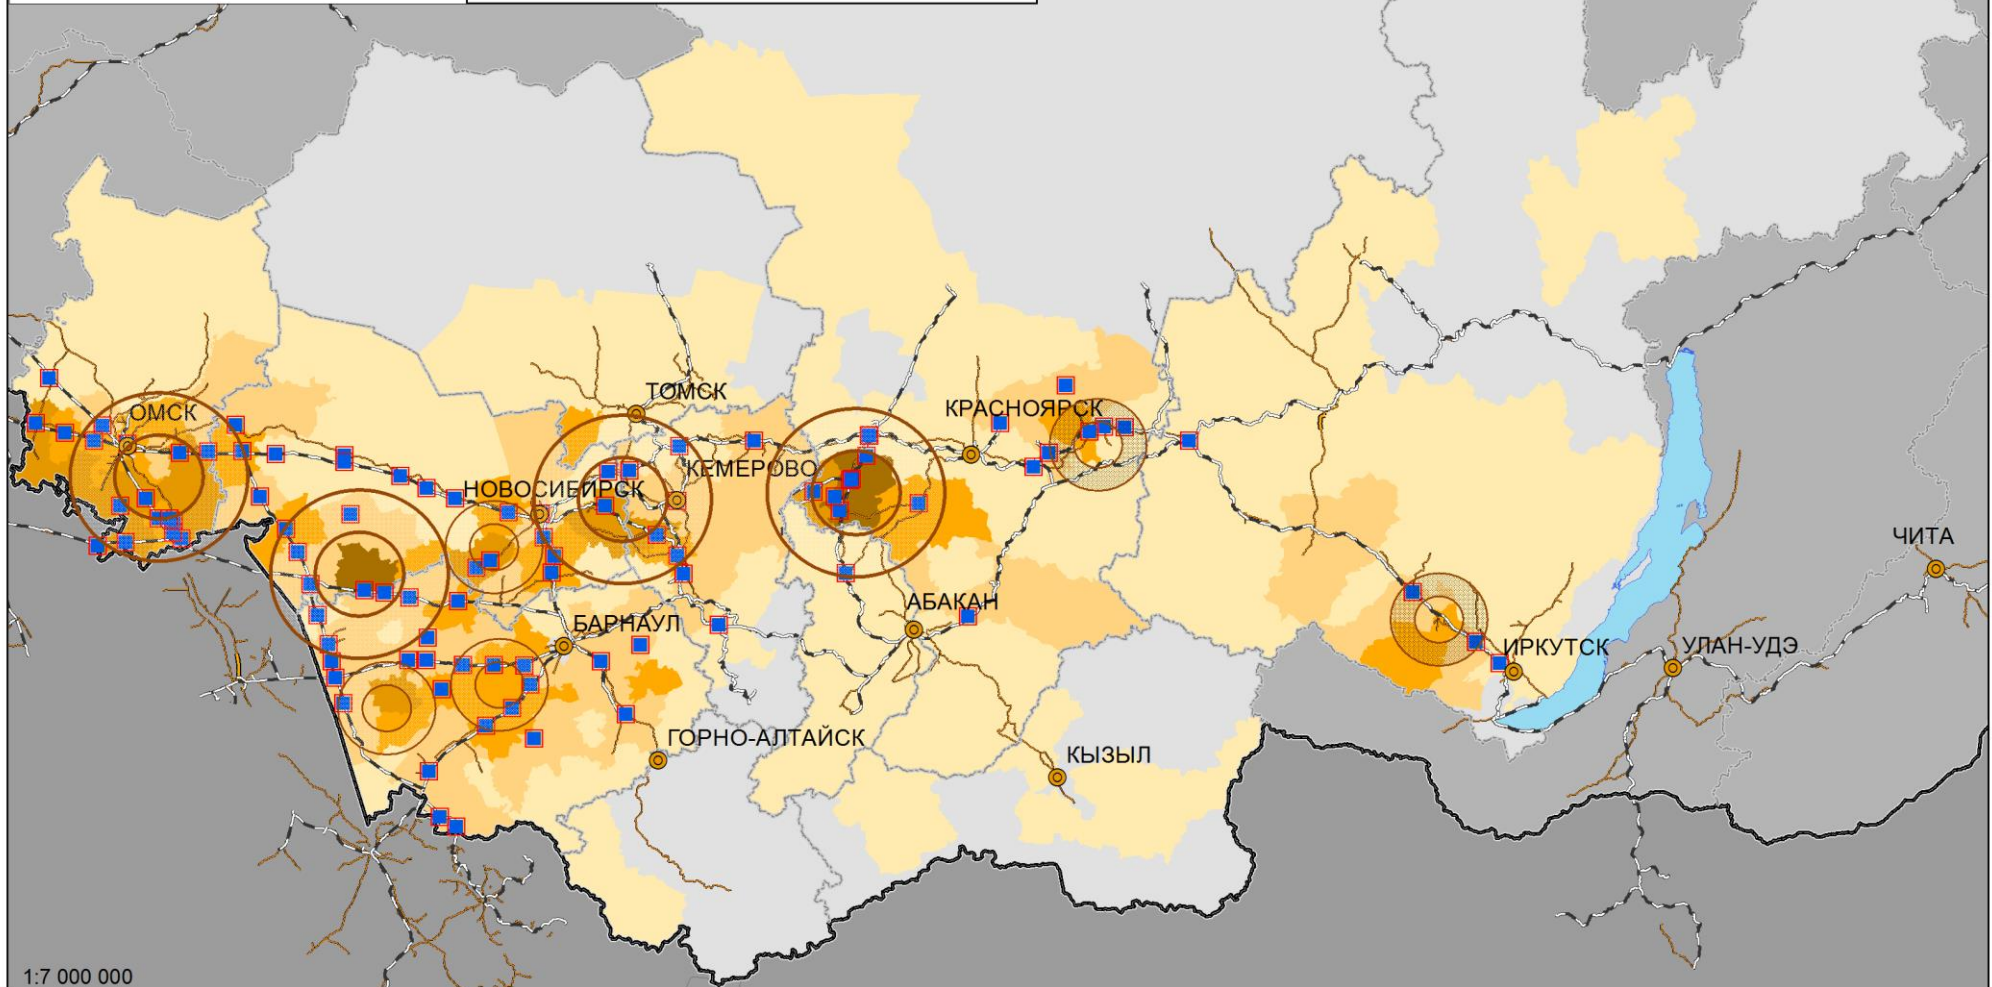 ТОМСК
ОМСК
КРАСНОЯРСК
КЕМЕРОВО
НОВОСИБИРСК
ЧИТА
АБАКАН
БАРНАУЛ
ИРКУТСК
УЛАН-УДЭ
ГОРНО-АЛТАЙСК
КЫЗЫЛ
1:7 000 000